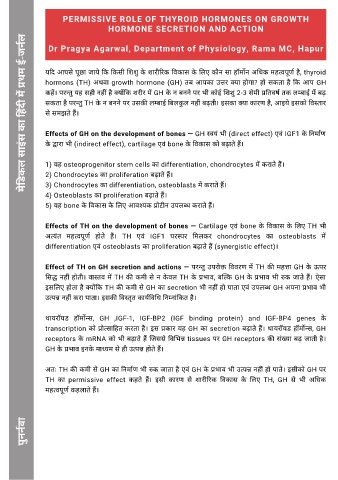 PERMISSIVE ROLE OF THYROID HORMONES ON GROWTH
HORMONE SECRETION AND ACTION
Dr Pragya Agarwal, Department of Physiology, Rama MC, Hapur
मेडिकल साइंस का हिंदी में प्रथम ई-जर्नल
यदि आपसे पूछा जाये कि किसी शिशु के शारीरिक विकास के लिए कौन सा हॉर्मोन अधिक महत्वपूर्ण है, thyroid
hormons (TH) अथवा growth hormone (GH) तब आपका उत्तर क्या होगा? हो सकता है कि आप GH
कहें। परन्तु यह सही नहीं है क्योंकि शरीर में GH के न बनने पर भी कोई शिशु 2-3 सेमी प्रतिवर्ष तक लम्बाई में बढ़
सकता है परन्तु TH के न बनने पर उसकी लम्बाई बिलकुल नहीं बढ़ती। इसका क्या कारण है, आइये इसको विस्तार
से समझते हैं।
Effects of GH on the development of bones — GH स्वयं भी (direct effect) एवं IGF1 के निर्माण
के द्वारा भी (indirect effect), cartilage एवं bone के विकास को बढ़ाते हैं।
1) यह osteoprogenitor stem cells का differentiation, chondrocytes में कराते हैं।
2) Chondrocytes का proliferation बढ़ाते हैं।
3) Chondrocytes का differentiation, osteoblasts में कराते हैं।
4) Osteoblasts का proliferation बढ़ाते हैं।
5) यह bone के विकास के लिए आवश्यक प्रोटीन उपलब्ध कराते हैं।
Effects of TH on the development of bones — Cartilage एवं bone के विकास के लिए TH भी
अत्यंत महत्वपूर्ण होते हैं। TH एवं IGF1 परस्पर मिलकर chondrocytes का osteoblasts में
differentiation एवं osteoblasts का proliferation बढ़ाते हैं (synergistic effect)।
Effect of TH on GH secretion and actions — परन्तु उपरोक्त विवरण में TH की महत्ता GH के ऊपर
सिद्ध नहीं होती। वास्तव में TH की कमी से न केवल TH के प्रभाव, बल्कि GH के प्रभाव भी रुक जाते हैं। ऐसा
इसलिए होता है क्योंकि TH की कमी से GH का secretion भी नहीं हो पाता एवं उपलब्ध GH अपना प्रभाव भी
उत्पन्न नहीं करा पाता। इसकी विस्तृत कार्यविधि निम्नांकित है।
थायरॉयड हॉर्मोन्स, GH ,IGF-1, IGF-BP2 (IGF binding protein) and IGF-BP4 genes के
transcription को प्रोत्साहित करता है। इस प्रकार यह GH का secretion बढ़ाते हैं। थायरॉयड हॉर्मोन्स, GH
receptors के mRNA को भी बढ़ाते हैं जिससे विभिन्न tissues पर GH receptors की संख्या बढ़ जाती है।
GH के प्रभाव इनके माध्यम से ही उत्पन्न होते हैं।
अतः TH की कमी से GH का निर्माण भी रुक जाता है एवं GH के प्रभाव भी उत्पन्न नहीं हो पाते। इसीको GH पर
TH का permissive effect कहते हैं। इसी कारण से शारीरिक विकास के लिए TH, GH से भी अधिक
महत्वपूर्ण कहलाते हैं।
पुनर्नवा